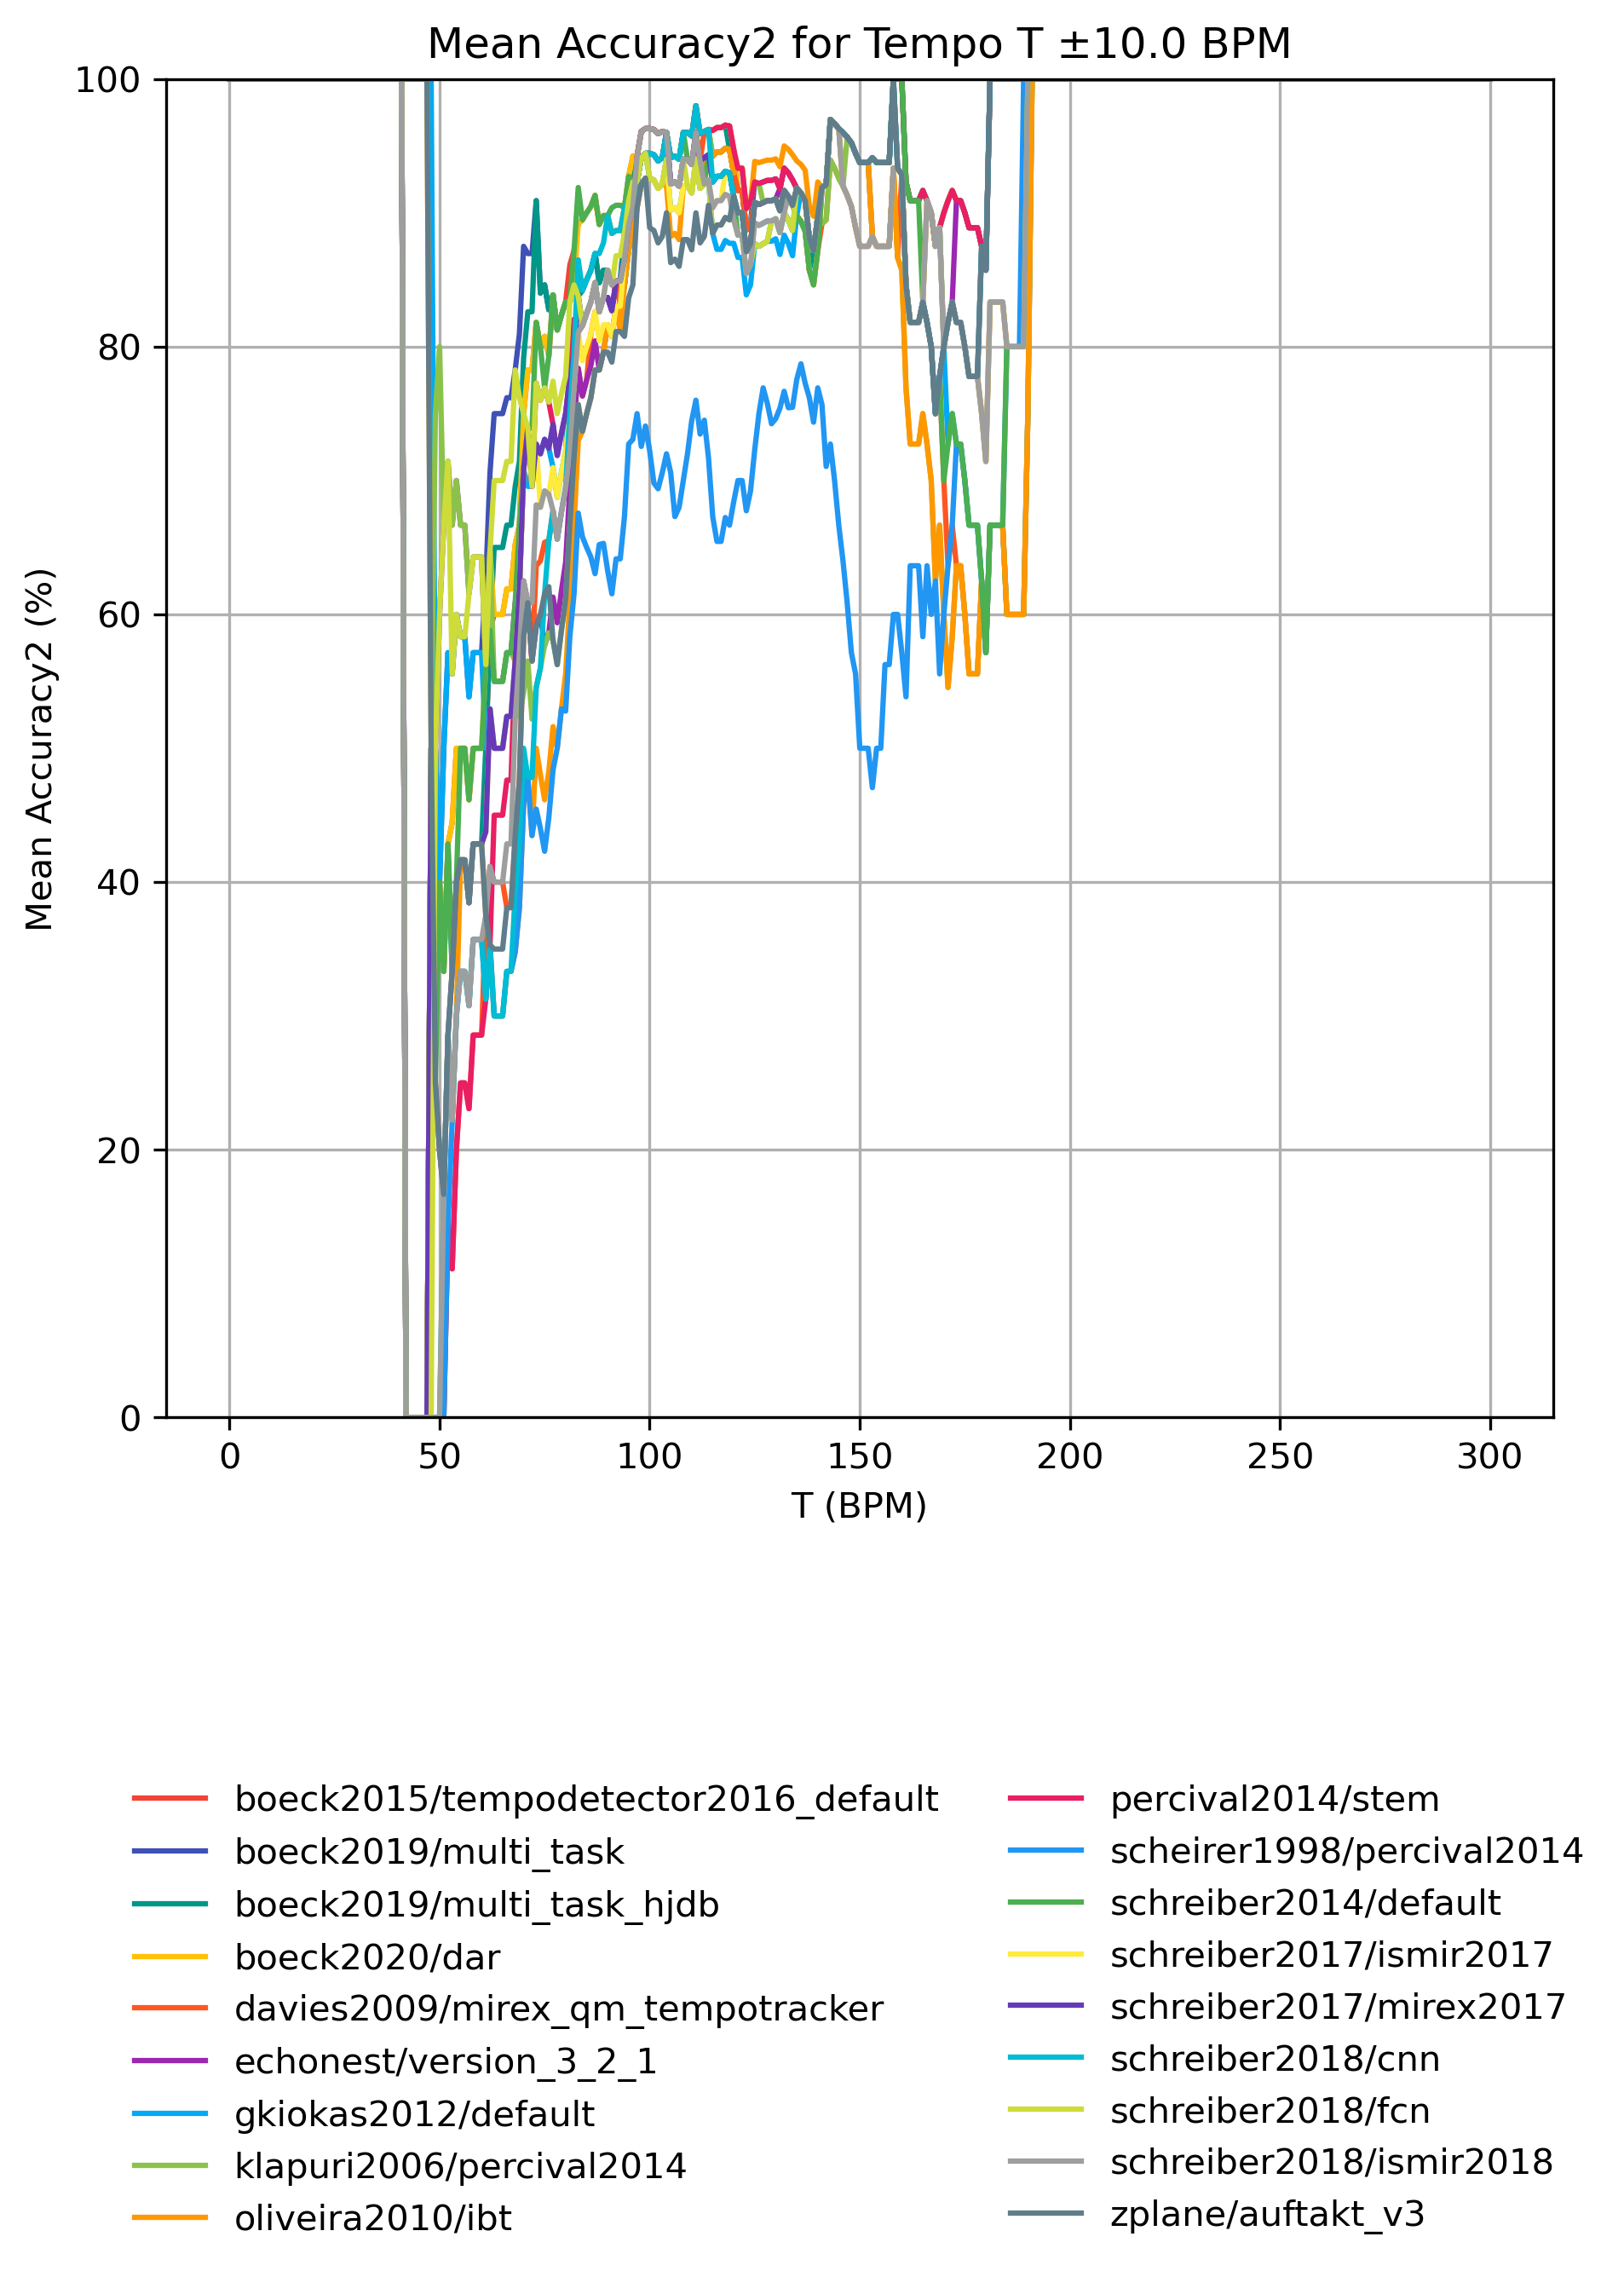 Mean Accuracy2 for Tempo T ±10.0 BPM
100
80
60
40
20
0
Mean Accuracy2 (%)
0 50 100 150 200 250 300
T (BPM)
boeck2015/tempodetector2016_default
boeck2019/multi_task
boeck2019/multi_task_hjdb
boeck2020/dar
davies2009/mirex_qm_tempotracker
echonest/version_3_2_1
gkiokas2012/default
klapuri2006/percival2014
oliveira2010/ibt
percival2014/stem
scheirer1998/percival2014
schreiber2014/default
schreiber2017/ismir2017
schreiber2017/mirex2017
schreiber2018/cnn
schreiber2018/fcn
schreiber2018/ismir2018
zplane/auftakt_v3